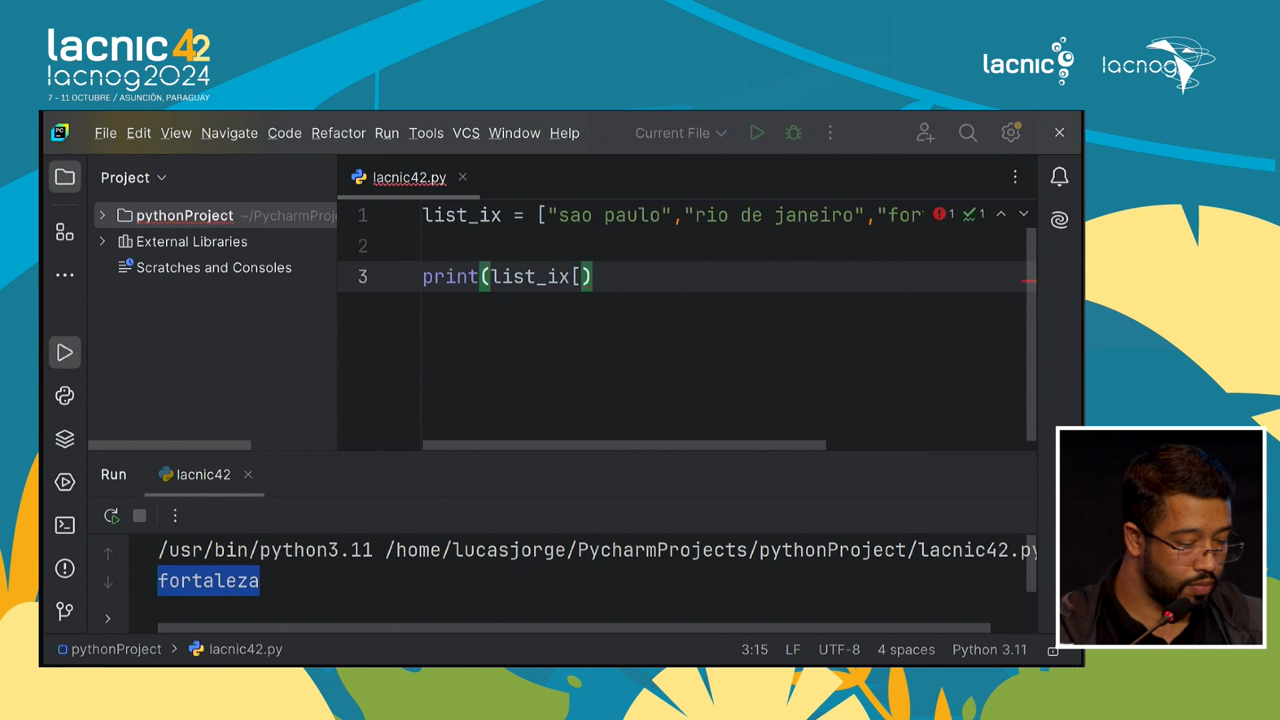 lacnic42
lacnog2024
7 - 11 OCTUBRE / ASUNCIÓN, PARAGUAY
lacnic
lacnog
PC
File Edit View Navigate Code Refactor Run Tools VCS Window Help
Current File
Project
lacnic42.py
pythonProject ~/PycharmProj
External Libraries
Scratches and Consoles
1 list_ix = ["sao paulo","rio de janeiro","for
1 1
2
3 print(list_ix[)
Run lacnic42
/usr/bin/python3.11 /home/lucasjorge/PycharmProjects/pythonProject/lacnic42.py
fortaleza
pythonProject > lacnic42.py
3:15 LF UTF-8 4 spaces Python 3.11